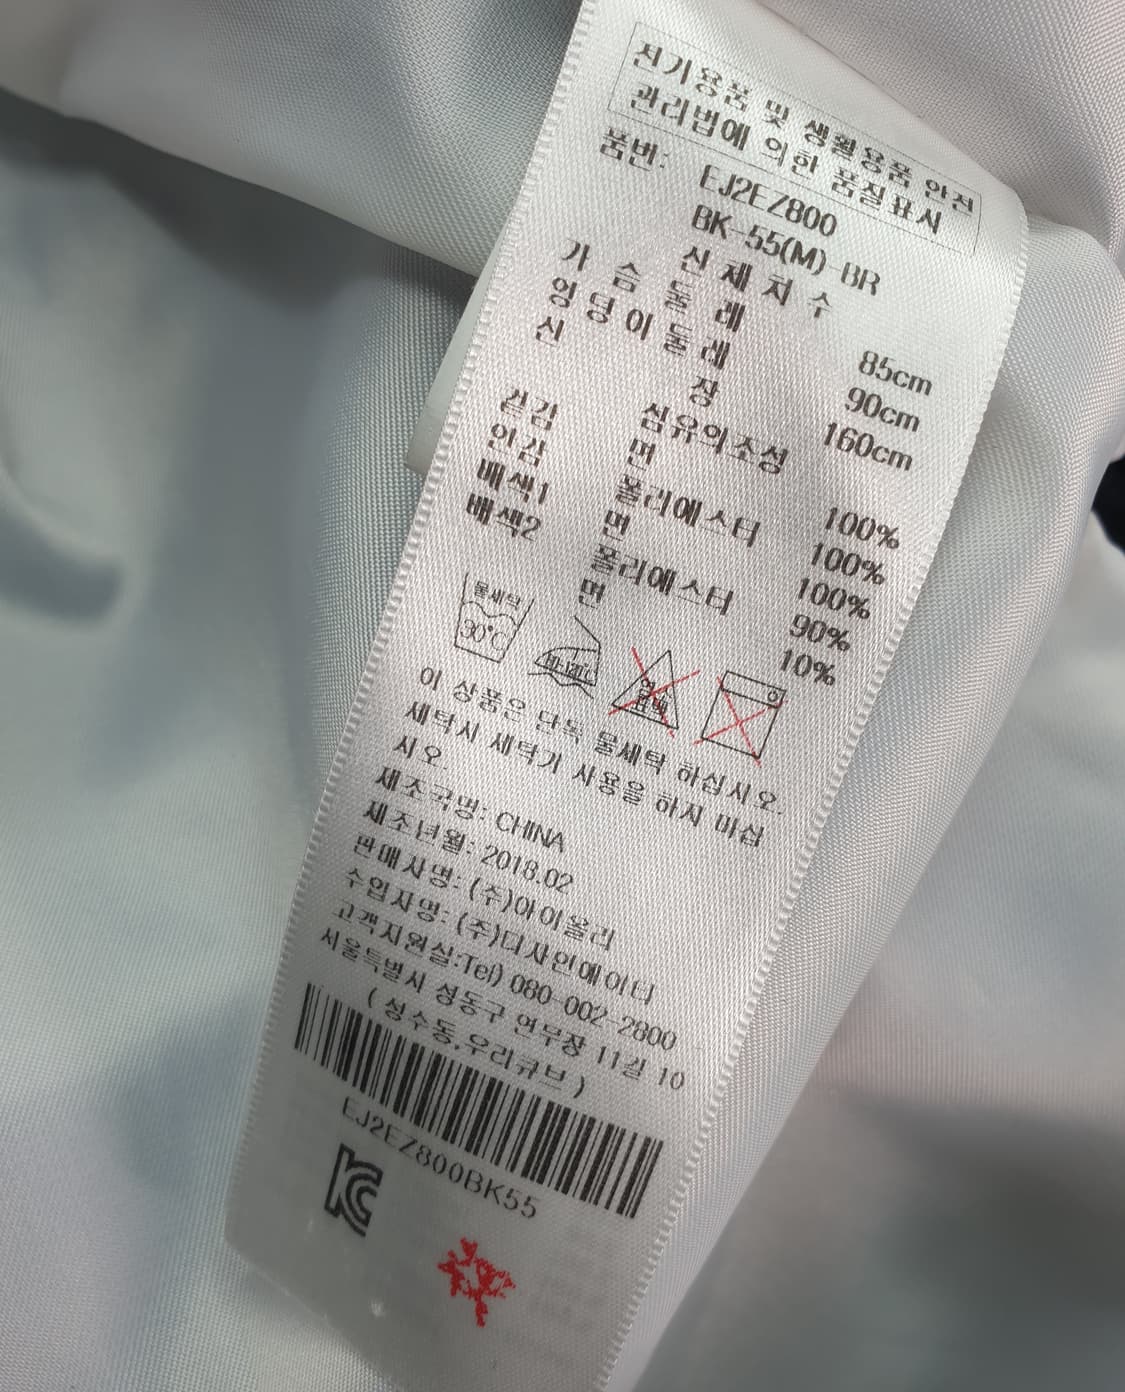 전기용품 및 생활용품 안전
관리법에 의한 품질표시
품번: EJ2EZ800
BK-55(M)-BR
신 체 치 수
가 슴 둘 레 85cm
엉 덩 이 둘 레 90cm
신 장 160cm
섬유의조성
겉감 면 100%
안감 폴리에스터 100%
배색1 면 100%
배색2 폴리에스터 90%
면 10%
물세탁
30℃
80-120℃
염소
표백
이 상품은 단독 물세탁 하십시오.
세탁시 세탁기 사용을 하지 마십
시오.
제조국명: CHINA
제조년월: 2018.02
판매사명: (주)아이올리
수입자명: (주)디자인에이티
고객지원실:Tel) 080-002-2800
서울특별시 성동구 연무장 11길 10
( 성수동,우리큐브 )
EJ2EZ800BK55
KC